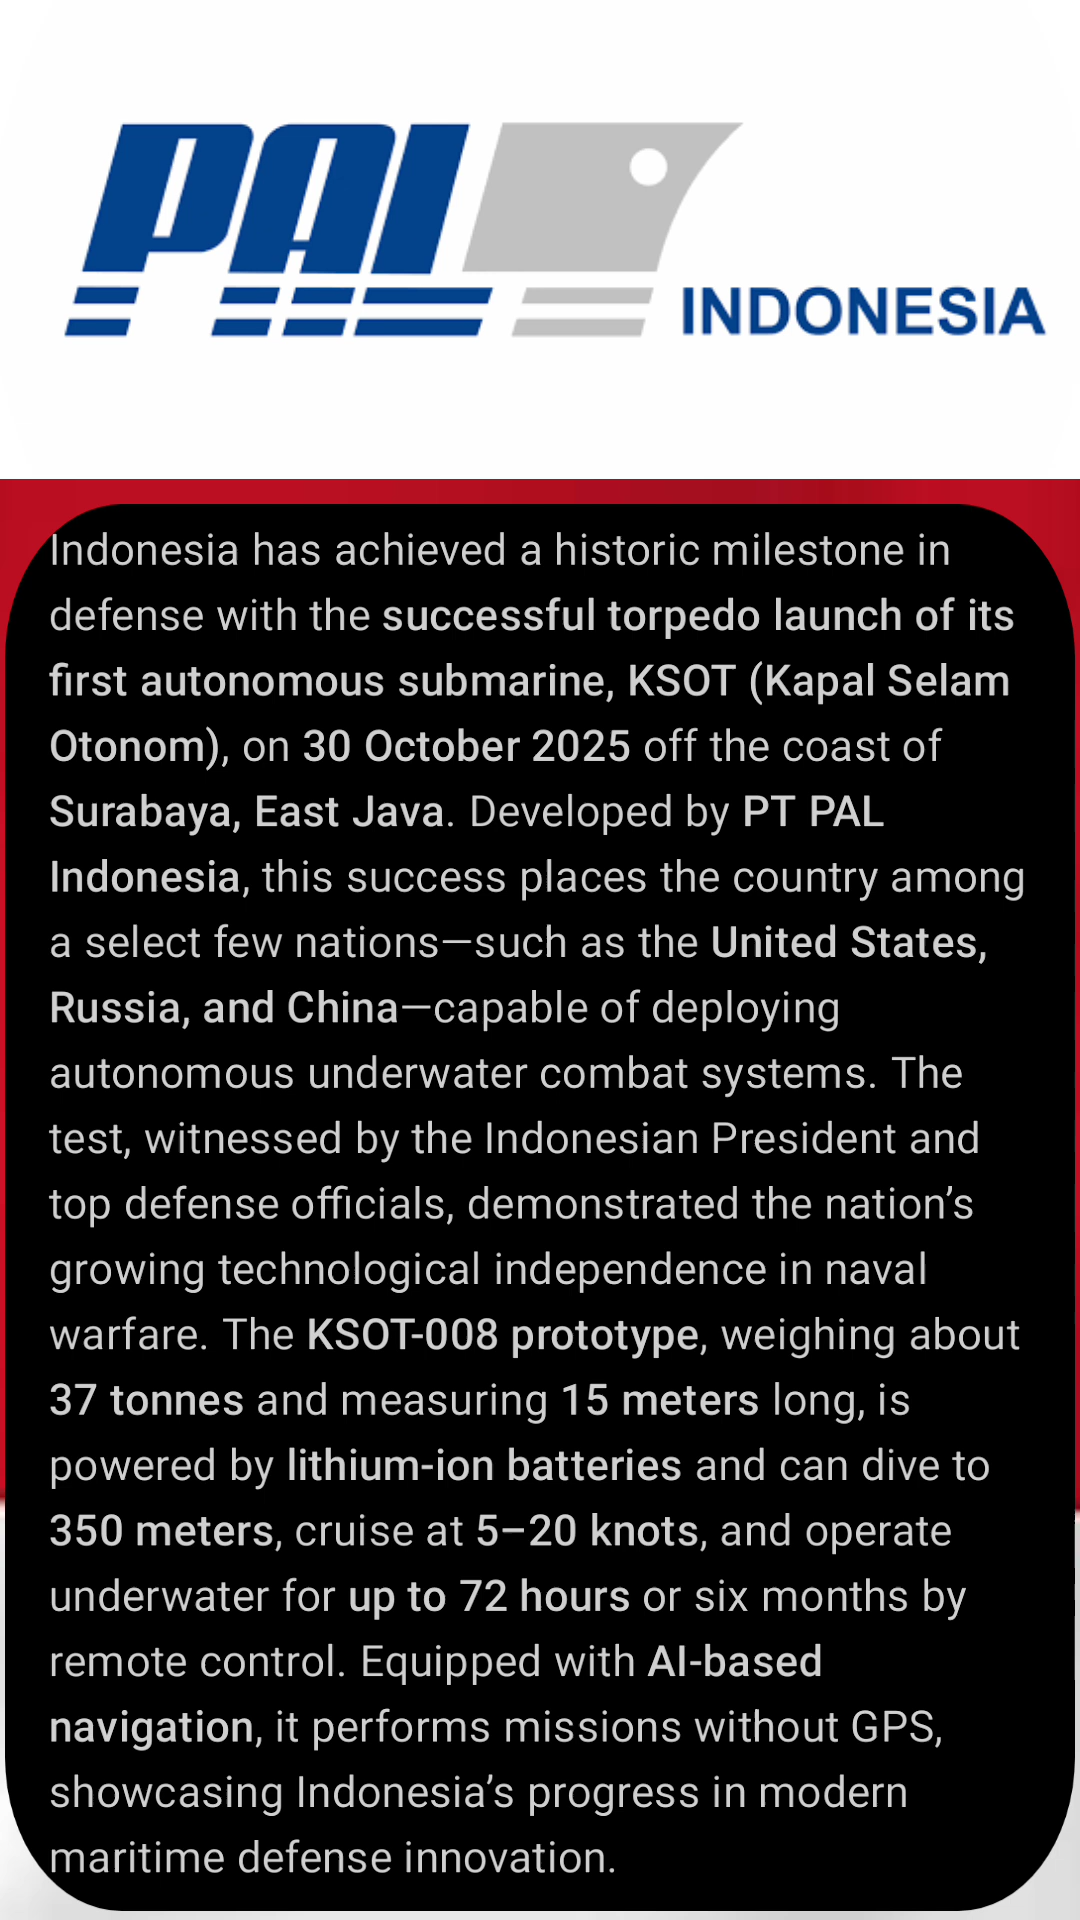 PAL
INDONESIA
Indonesia has achieved a historic milestone in
defense with the successful torpedo launch of its
first autonomous submarine, KSOT (Kapal Selam
Otonom), on 30 October 2025 off the coast of
Surabaya, East Java. Developed by PT PAL
Indonesia, this success places the country among
a select few nations—such as the United States,
Russia, and China—capable of deploying
autonomous underwater combat systems. The
test, witnessed by the Indonesian President and
top defense officials, demonstrated the nation’s
growing technological independence in naval
warfare. The KSOT-008 prototype, weighing about
37 tonnes and measuring 15 meters long, is
powered by lithium-ion batteries and can dive to
350 meters, cruise at 5–20 knots, and operate
underwater for up to 72 hours or six months by
remote control. Equipped with AI-based
navigation, it performs missions without GPS,
showcasing Indonesia’s progress in modern
maritime defense innovation.